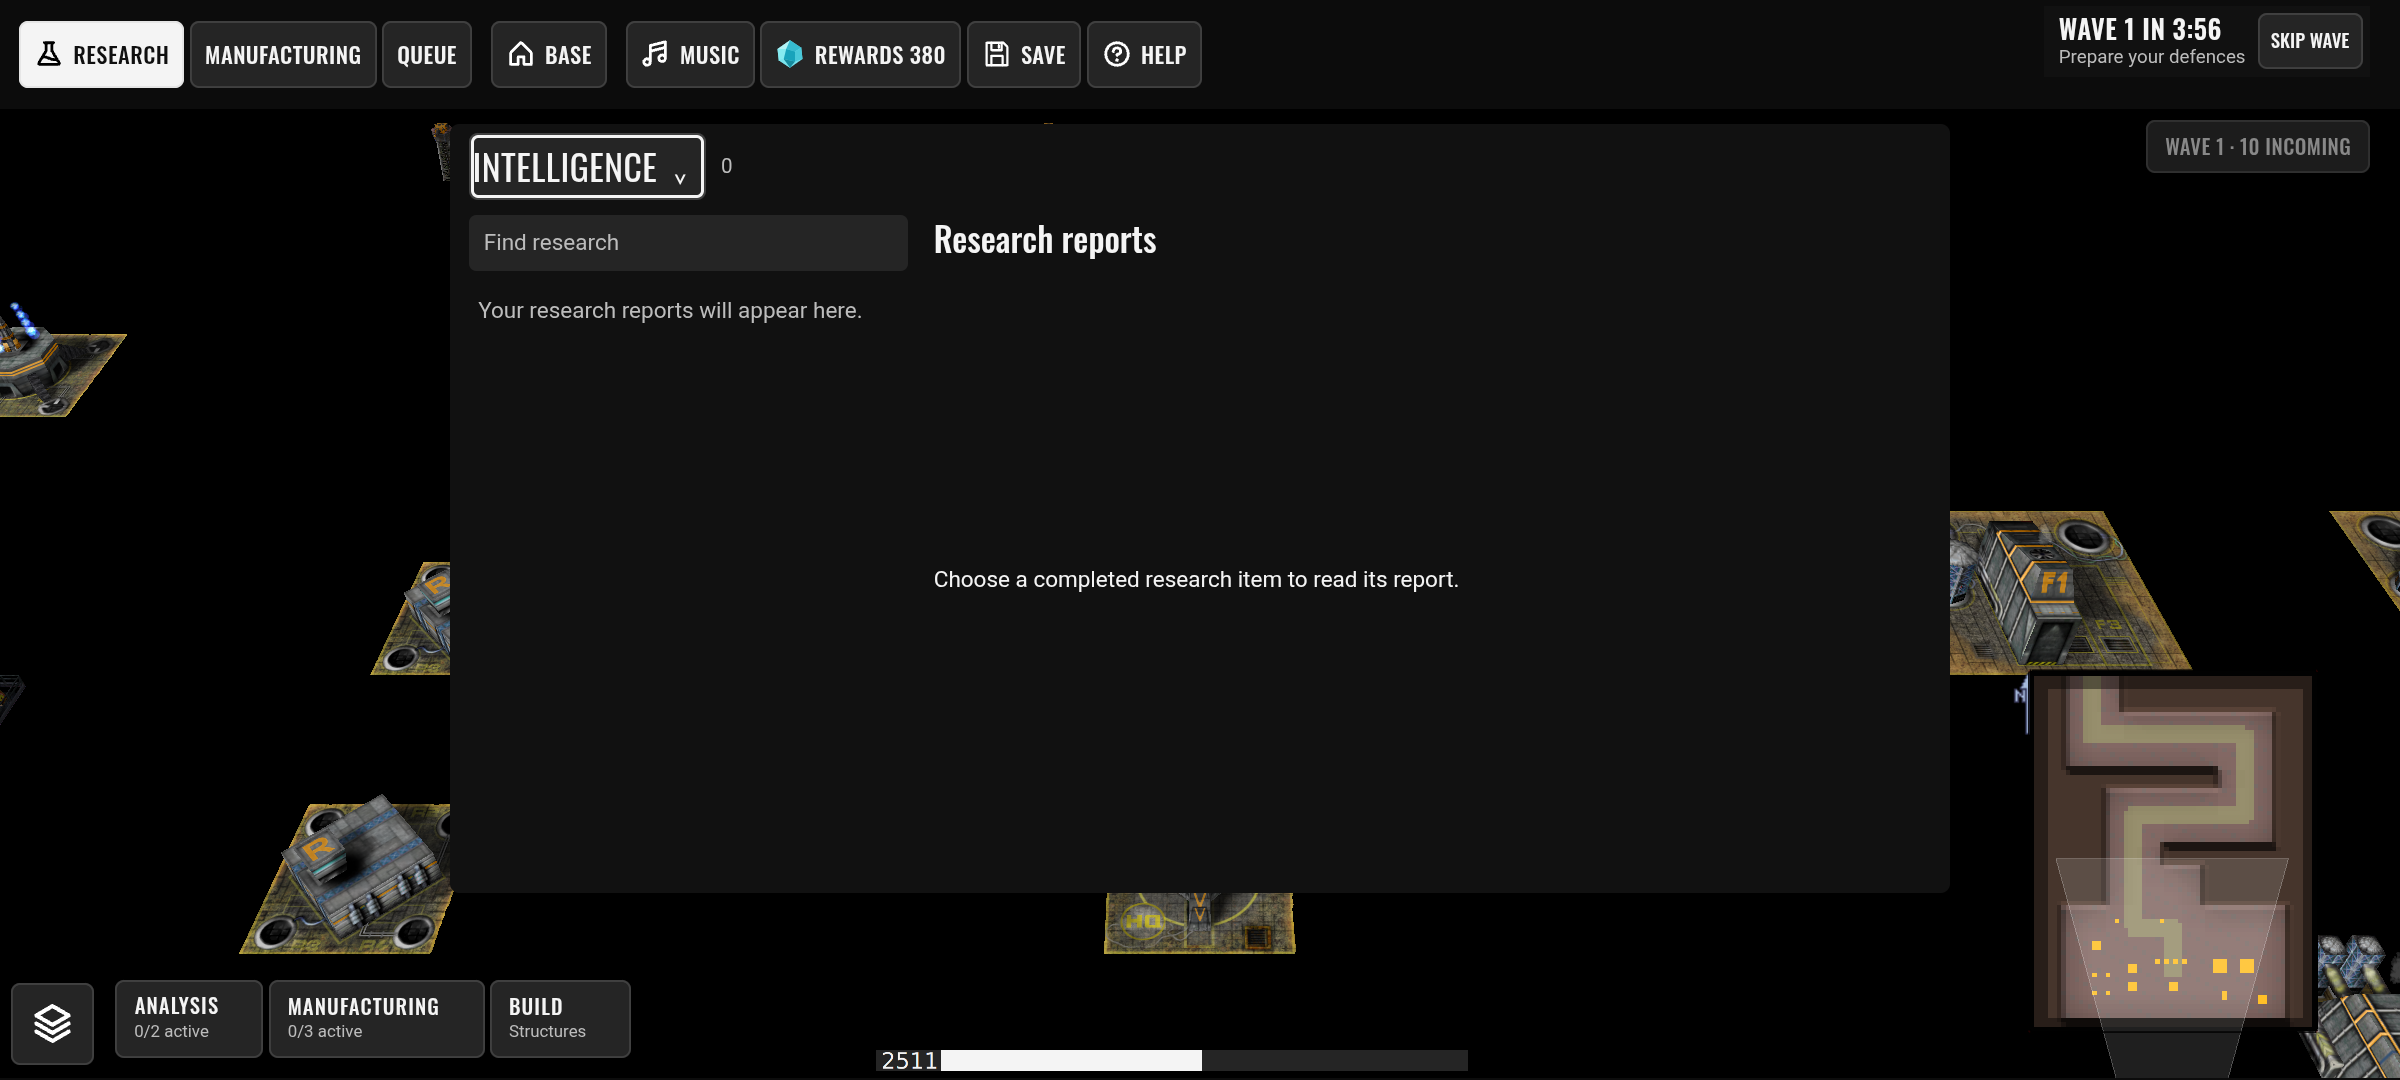 RESEARCH
MANUFACTURING
QUEUE
BASE
MUSIC
REWARDS 380
SAVE
HELP
WAVE 1 IN 3:56
Prepare your defences
SKIP WAVE
WAVE 1 · 10 INCOMING
INTELLIGENCE
0
Find research
Research reports
Your research reports will appear here.
Choose a completed research item to read its report.
R
R
F1
F3
N
HQ
ANALYSIS
0/2 active
MANUFACTURING
0/3 active
BUILD
Structures
2511